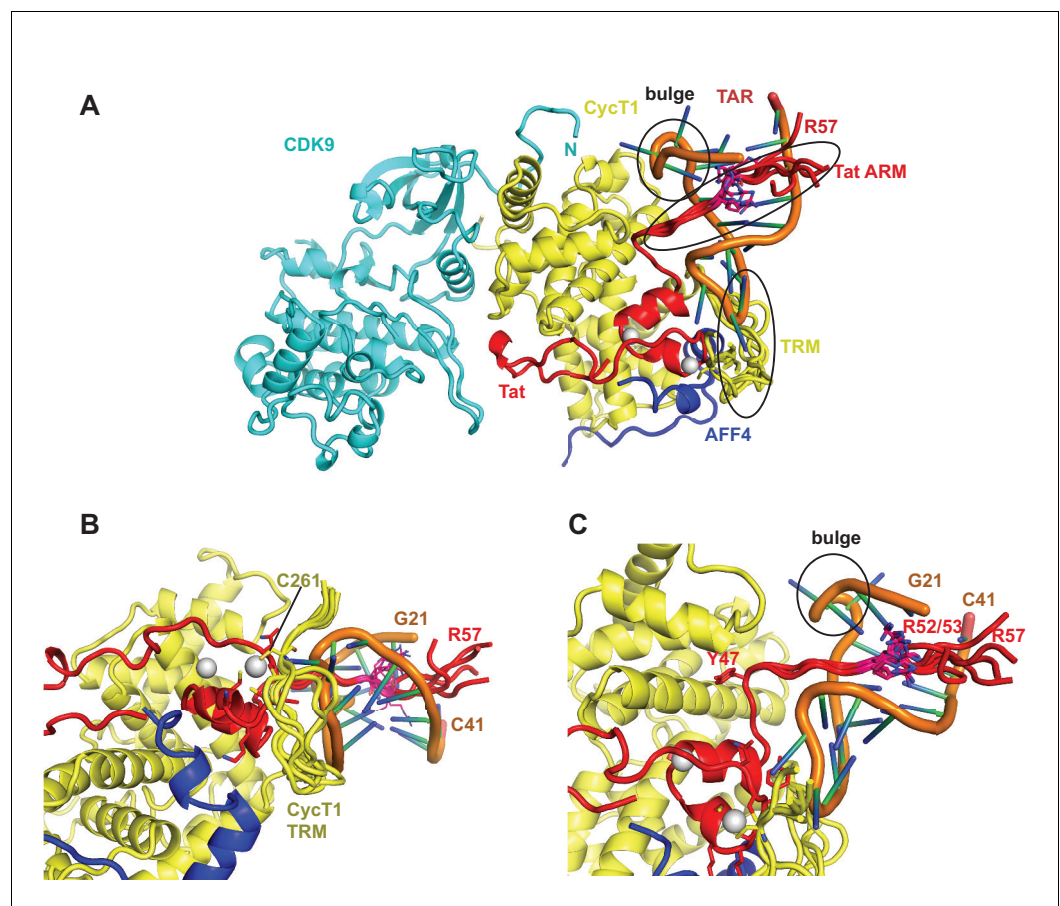 A
bulge
TAR
CycT1
R57
CDK9
N
Tat ARM
TRM
Tat
AFF4
B
C261
G21
R57
C41
CycT1
TRM
C
bulge
G21
C41
R52/53
R57
Y47